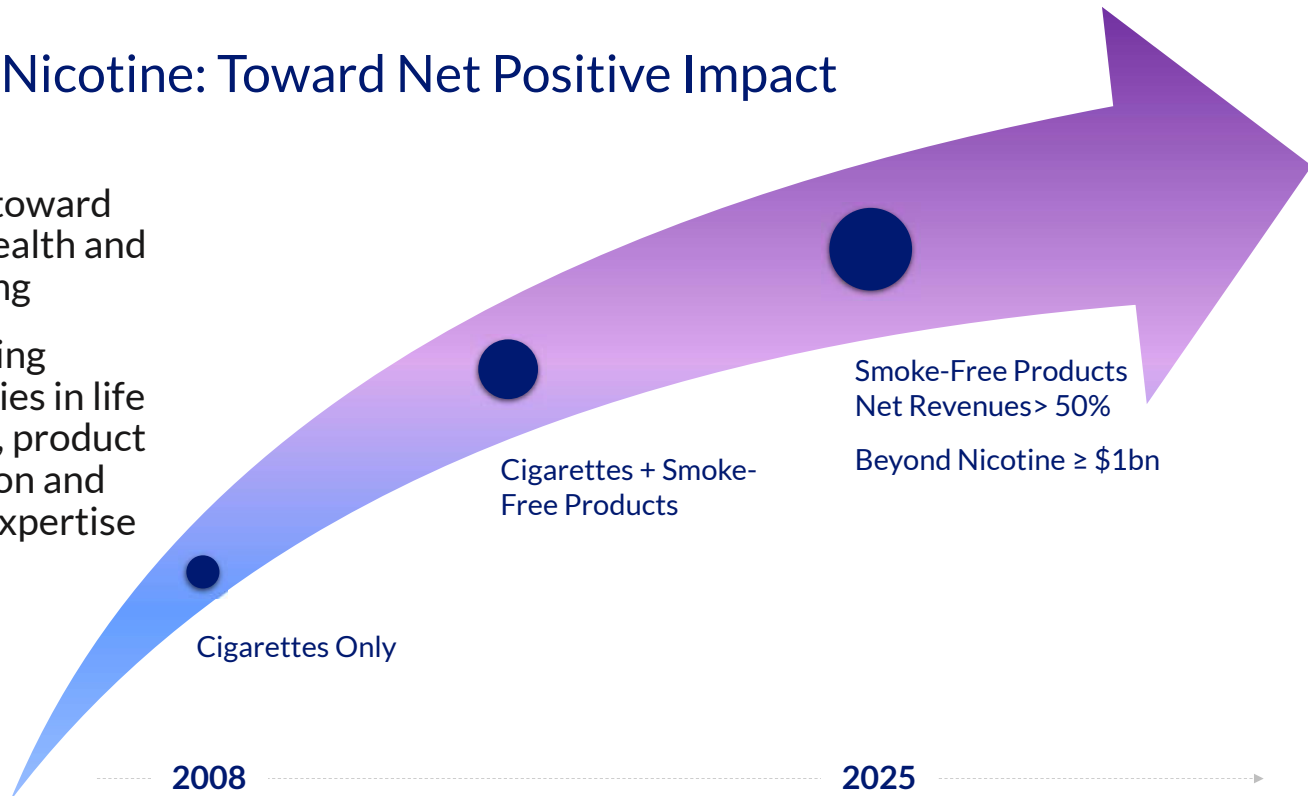 Nicotine: Toward Net Positive Impact
toward
ealth and
ng
ing
ies in life
, product
on and
xpertise
Smoke-Free Products
Net Revenues> 50%
Beyond Nicotine ≥ $1bn
Cigarettes + Smoke-
Free Products
Cigarettes Only
2008
2025